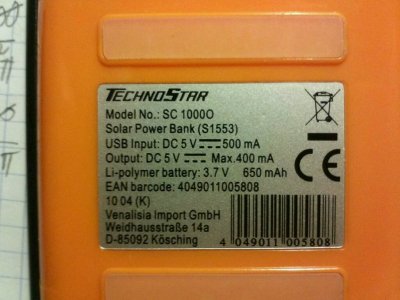 TECHNOSTAR
Model No.: SC 1000O
Solar Power Bank (S1553)
USB Input: DC 5 V ⎓ 500 mA
Output: DC 5 V ⎓ Max.400 mA
Li-polymer battery: 3.7 V 650 mAh
EAN barcode: 4049011005808
10 04 (K)
Venalisia Import GmbH
Weidhausstraße 14a
D-85092 Kösching
CE
4 049011 005808